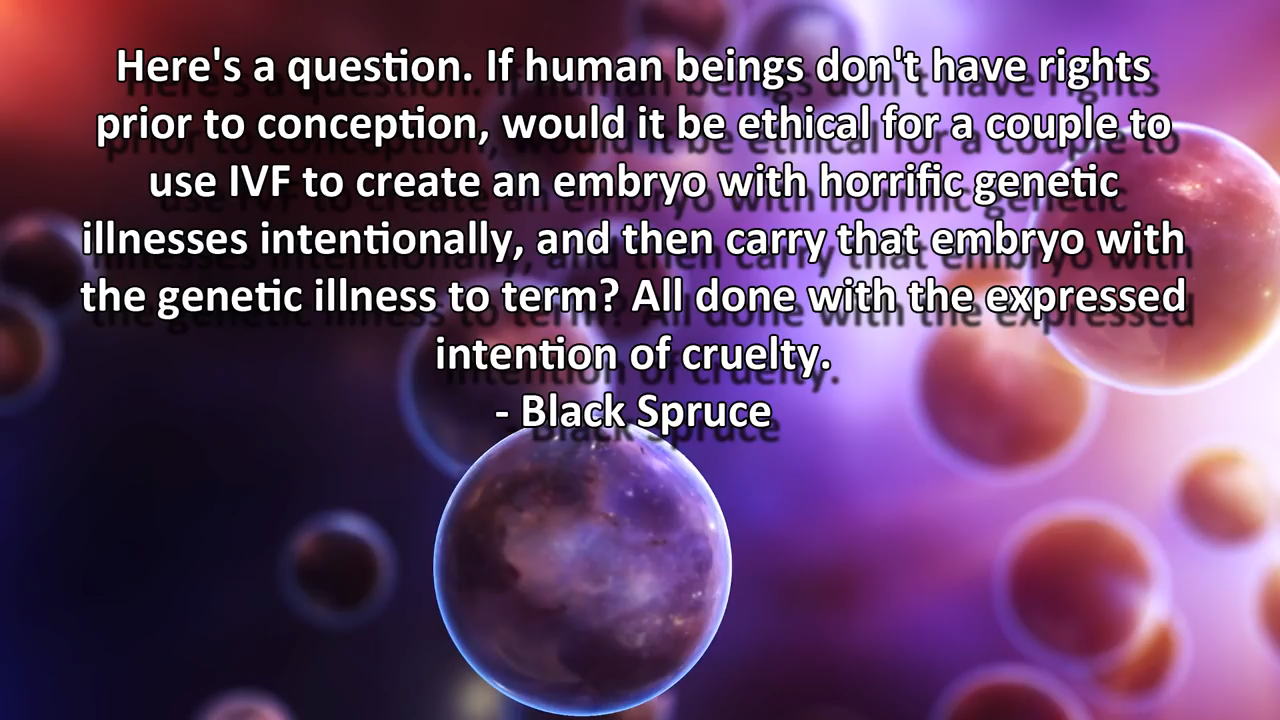 Here's a question. If human beings don't have rights
prior to conception, would it be ethical for a couple to
use IVF to create an embryo with horrific genetic
illnesses intentionally, and then carry that embryo with
the genetic illness to term? All done with the expressed
intention of cruelty.
- Black Spruce